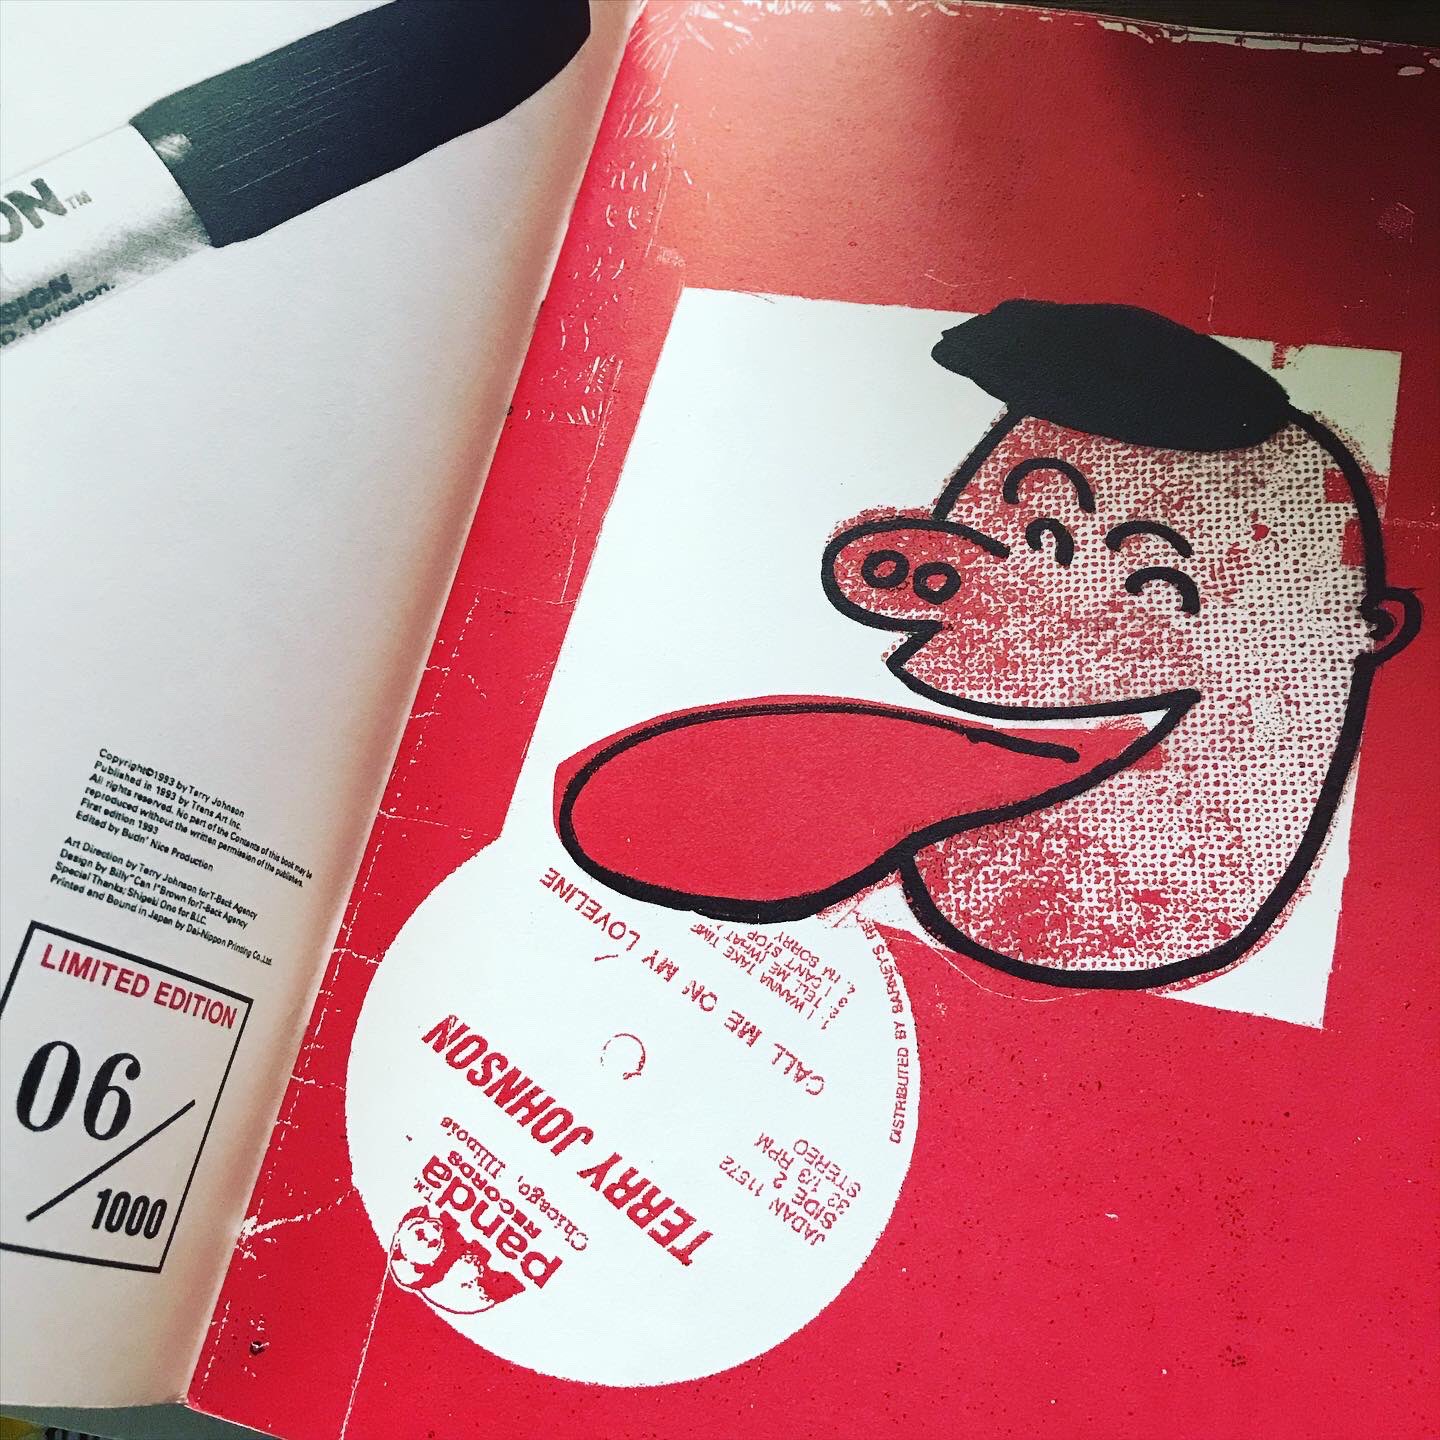 ON™
SIGN
D. Division.
Copyright©1993 by Terry Johnson
Published in 1993 by Trans Art Inc.
All rights reserved. No part of the Contents of this book may be
reproduced without the written permission of the publishers.
First edition 1993
Edited by Budn' Nice Production
Art Direction by Terry Johnson for T-Back Agency
Design by Billy "Can I" Brown for T-Back Agency
Special Thanks; Shigeki Ono for B.I.C.
Printed and Bound in Japan by Dai-Nippon Printing Co.,Ltd.
LIMITED EDITION
06/1000
panda
T.M.
RECORDS
Chicago, Illinois
TERRY JOHNSON
JADAN 11572
SIDE 2
33 1/3 RPM
STEREO
CALL ME ON MY LOVELINE
1. I WANNA TAKE TIME
2. TELL ME (WHAT
3. I CAN'T STOP
4. I'M SORRY
DISTRIBUTED BY BARNEY'S